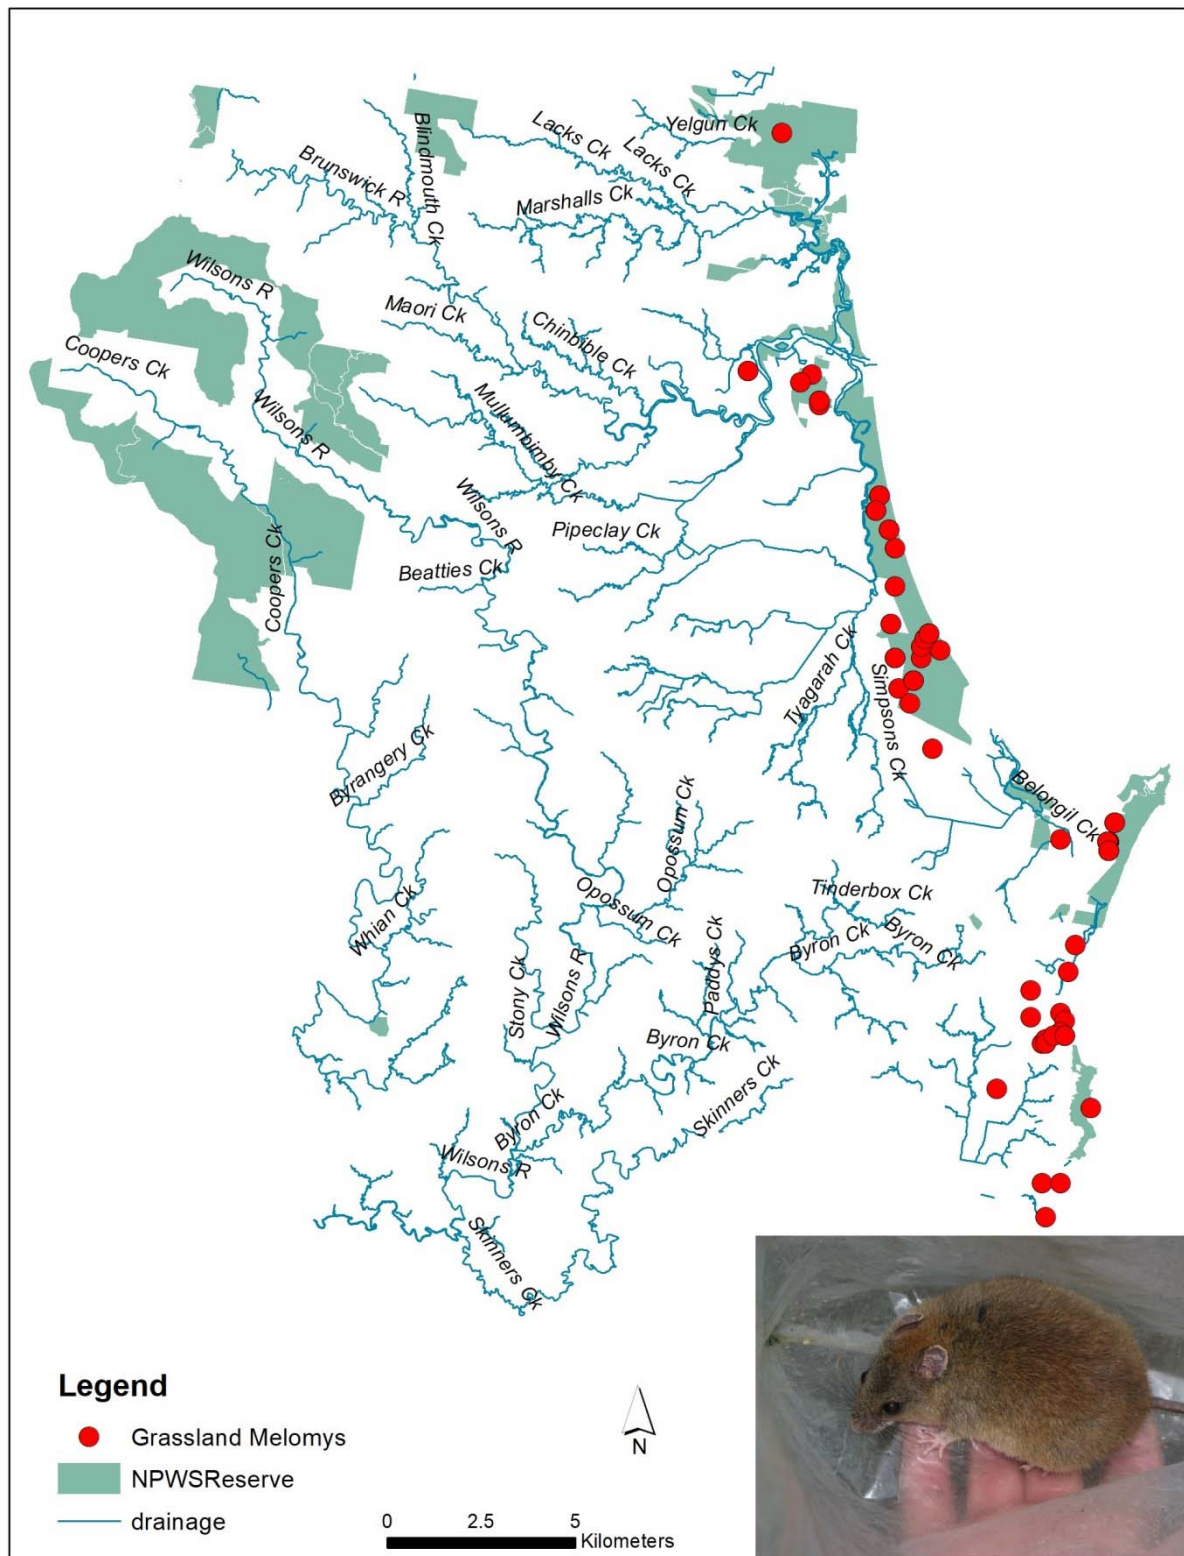 Yelgun Ck
Lacks Ck
Lacks Ck
Blindmouth Ck
Brunswick R
Marshalls Ck
Wilsons R
Maori Ck
Chinbible Ck
Coopers Ck
Wilsons R
Mullumbimby Ck
Wilsons R
Pipeclay Ck
Beatties Ck
Coopers Ck
Tyagarah Ck
Simpsons Ck
Byrangery Ck
Belongil Ck
Opossum Ck
Tinderbox Ck
Whian Ck
Opossum Ck
Byron Ck
Byron Ck
Paddys Ck
Stony Ck
Wilsons R
Byron Ck
Skinners Ck
Byron Ck
Wilsons R
Skinners Ck
Legend
Grassland Melomys
NPWSReserve
drainage
N
0 2.5 5
Kilometers